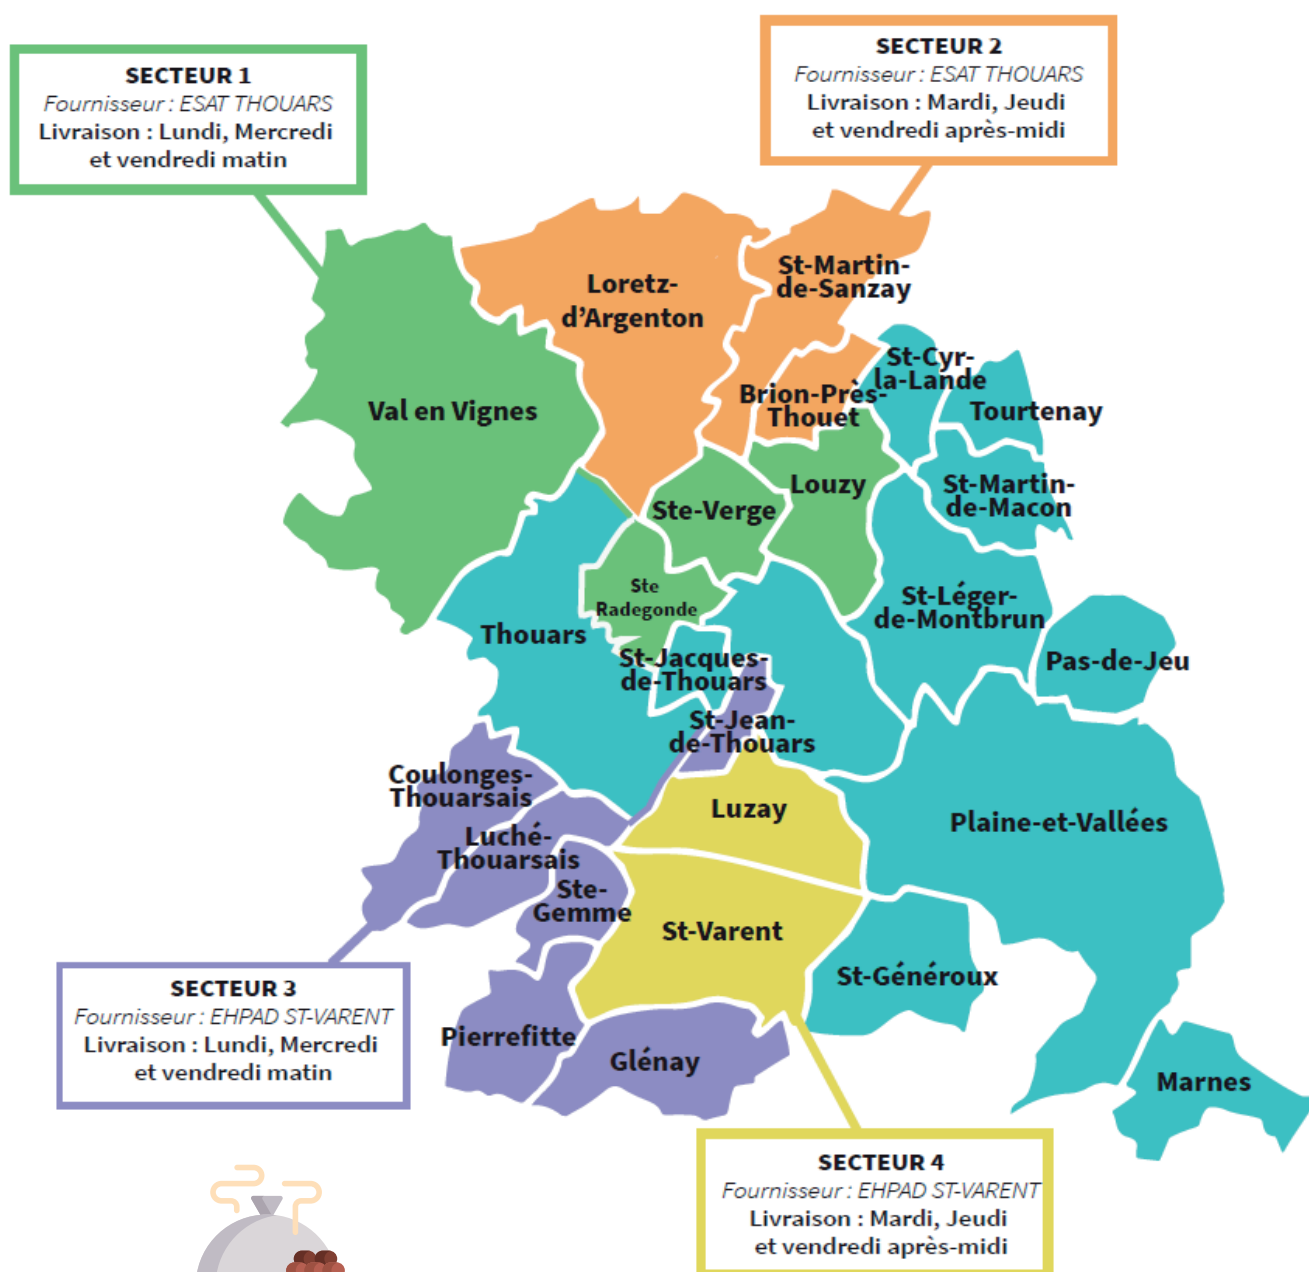 SECTEUR 1
Fournisseur : ESAT THOUARS
Livraison : Lundi, Mercredi
et vendredi matin
SECTEUR 2
Fournisseur : ESAT THOUARS
Livraison : Mardi, Jeudi
et vendredi après-midi
Loretz-
d'Argenton
St-Martin-
de-Sanzay
Val en Vignes
Brion-Près-
Thouet
St-Cyr-
la-Lande
Tourtenay
Ste-Verge
Louzy
St-Martin-
de-Macon
Ste
Radegonde
Thouars
St-Léger-
de-Montbrun
St-Jacques-
de-Thouars
Pas-de-Jeu
St-Jean-
de-Thouars
Coulonges-
Thouarsais
Luzay
Plaine-et-Vallées
Luché-
Thouarsais
Ste-
Gemme
St-Varent
St-Généroux
Pierrefitte
Glénay
Marnes
SECTEUR 3
Fournisseur : EHPAD ST-VARENT
Livraison : Lundi, Mercredi
et vendredi matin
SECTEUR 4
Fournisseur : EHPAD ST-VARENT
Livraison : Mardi, Jeudi
et vendredi après-midi